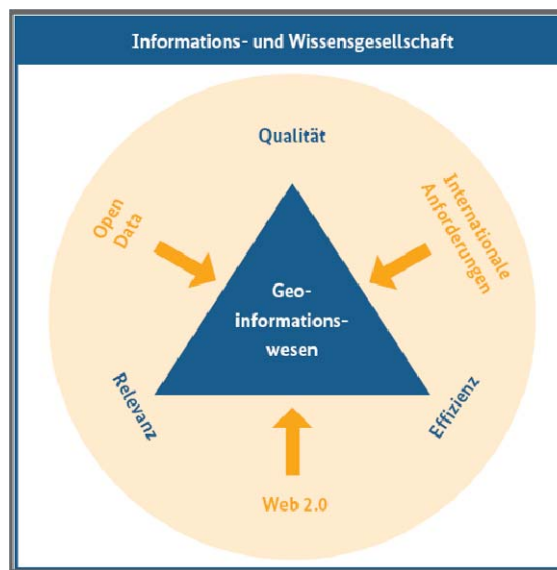 Informations- und Wissensgesellschaft
Qualität
Open
Data
Internationale
Anforderungen
Geo-
informations-
wesen
Relevanz
Effizienz
Web 2.0